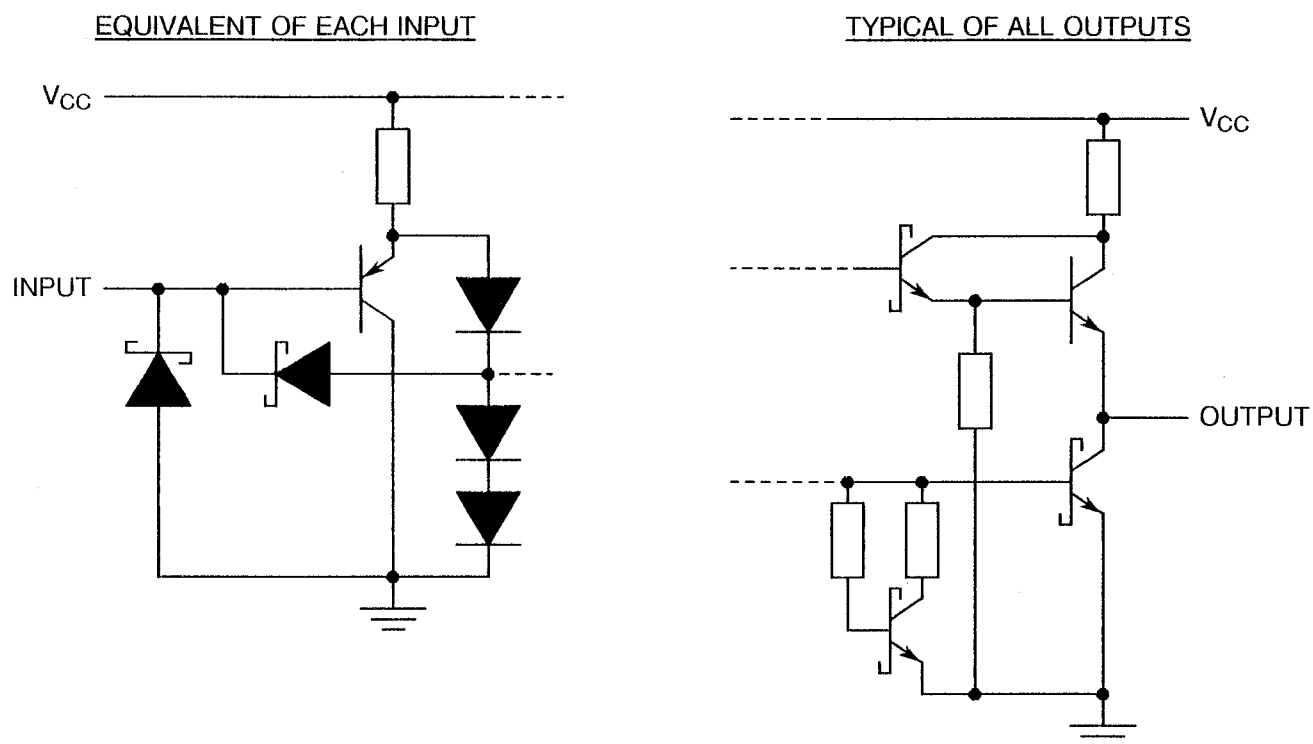 EQUIVALENT OF EACH INPUT
VCC
INPUT
TYPICAL OF ALL OUTPUTS
VCC
OUTPUT